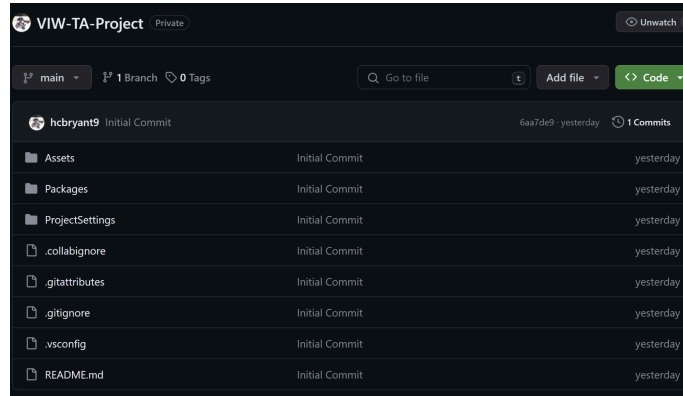 VIW-TA-Project Private Unwatch
main 1 Branch 0 Tags Go to file t Add file <> Code
hcbryant9 Initial Commit 6aa7de9 · yesterday 1 Commits
Assets Initial Commit yesterday
Packages Initial Commit yesterday
ProjectSettings Initial Commit yesterday
.collabignore Initial Commit yesterday
.gitattributes Initial Commit yesterday
.gitignore Initial Commit yesterday
.vsconfig Initial Commit yesterday
README.md Initial Commit yesterday